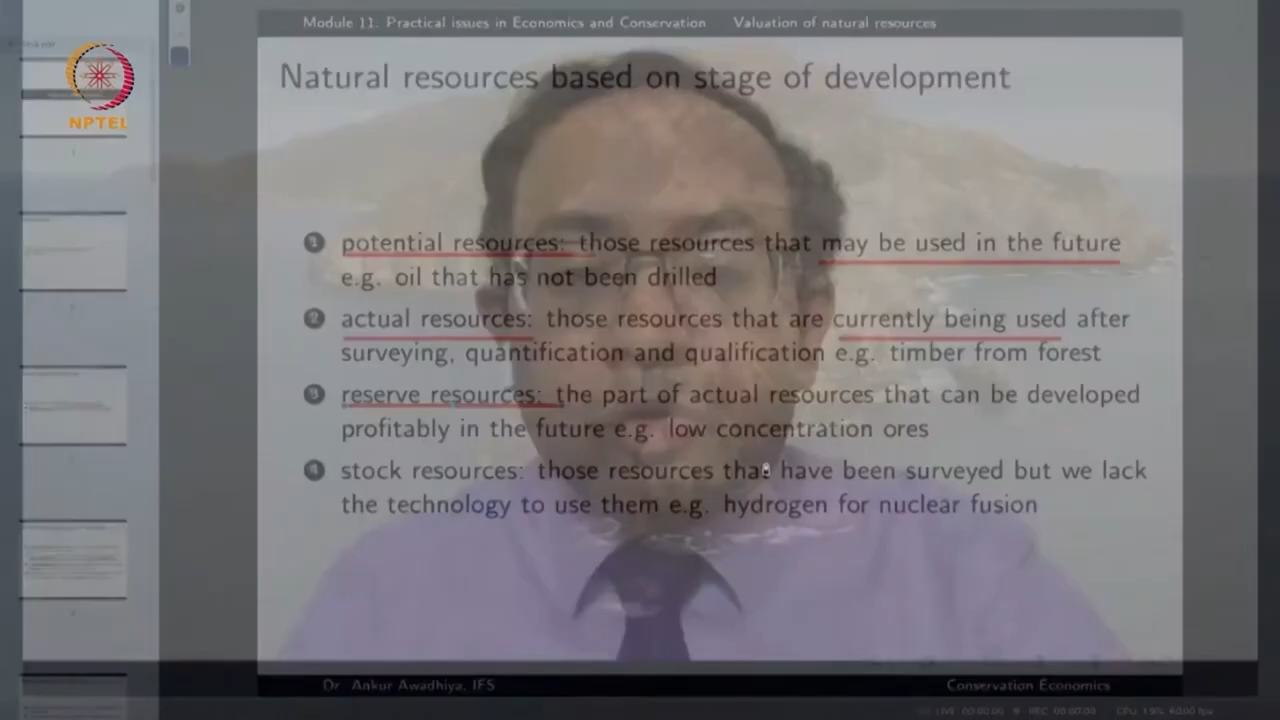 Module 11. Practical issues in Economics and Conservation Valuation of natural resources
NPTEL
Natural resources based on stage of development
1 potential resources: those resources that may be used in the future
e.g. oil that has not been drilled
2 actual resources: those resources that are currently being used after
surveying, quantification and qualification e.g. timber from forest
3 reserve resources: the part of actual resources that can be developed
profitably in the future e.g. low concentration ores
4 stock resources: those resources that have been surveyed but we lack
the technology to use them e.g. hydrogen for nuclear fusion
Dr. Ankur Awadhiya, IFS Conservation Economics